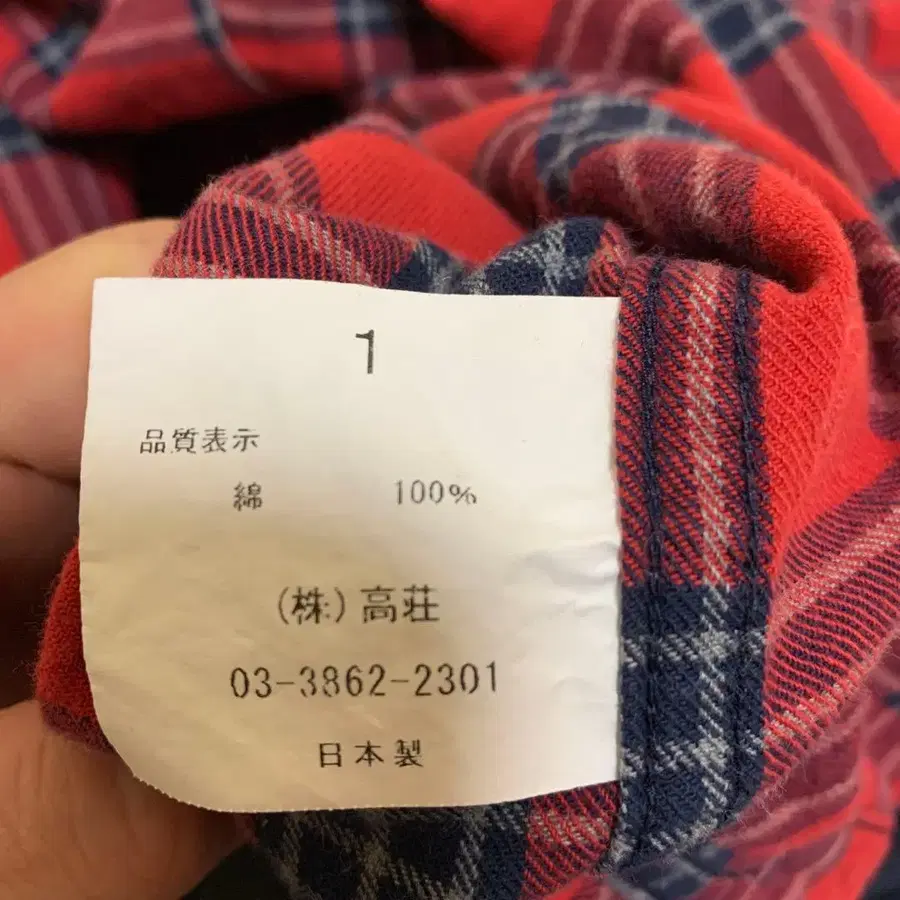 1
品質表示
綿 100%
(株)高荘
03-3862-2301
日本製